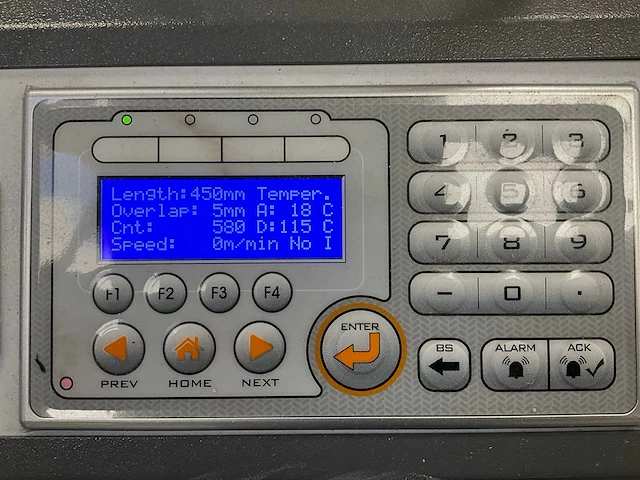 Length:450mm Temper.
Overlap: 5mm A: 18 C
Cnt: 580 D:115 C
Speed: 0m/min No I
F1 F2 F3 F4
PREV HOME NEXT
ENTER
1 2 3
4 5 6
7 8 9
- 0 .
BS ALARM ACK